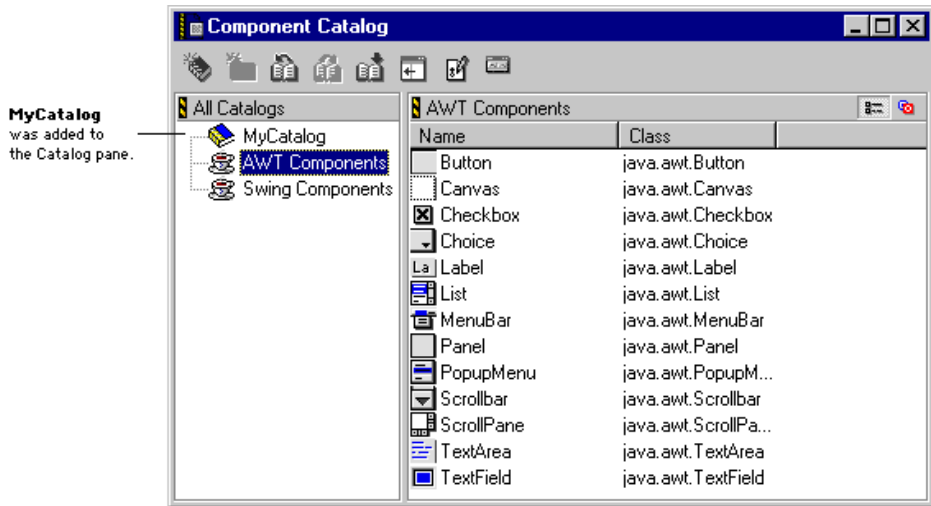 Component Catalog
MyCatalog
was added to
the Catalog pane.
All Catalogs
MyCatalog
AWT Components
Swing Components
AWT Components
Name Class
Button java.awt.Button
Canvas java.awt.Canvas
Checkbox java.awt.Checkbox
Choice java.awt.Choice
La Label java.awt.Label
List java.awt.List
MenuBar java.awt.MenuBar
Panel java.awt.Panel
PopupMenu java.awt.PopupM...
Scrollbar java.awt.Scrollbar
ScrollPane java.awt.ScrollPa...
TextArea java.awt.TextArea
TextField java.awt.TextField